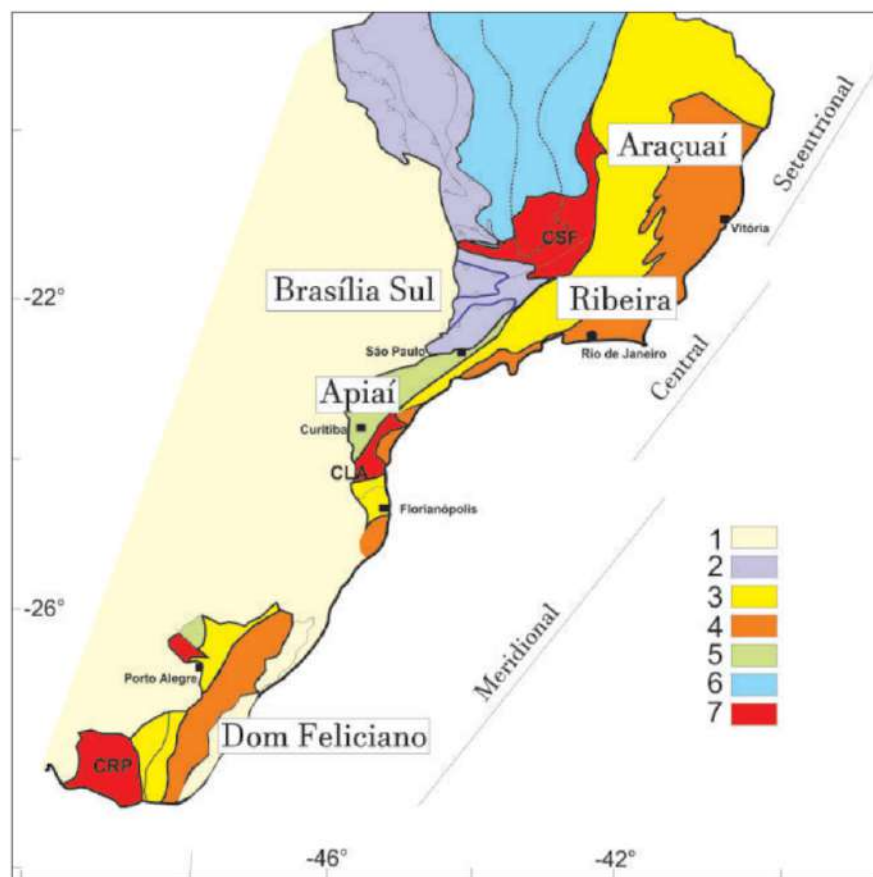 Araçuaí
Setentrional
Vitória
CSF
-22°
Brasília Sul
Ribeira
São Paulo
Rio de Janeiro
Central
Apiaí
Curitiba
CLA
Florianópolis
1
2
3
4
5
6
7
-26°
Meridional
Porto Alegre
Dom Feliciano
CRP
-46°
-42°